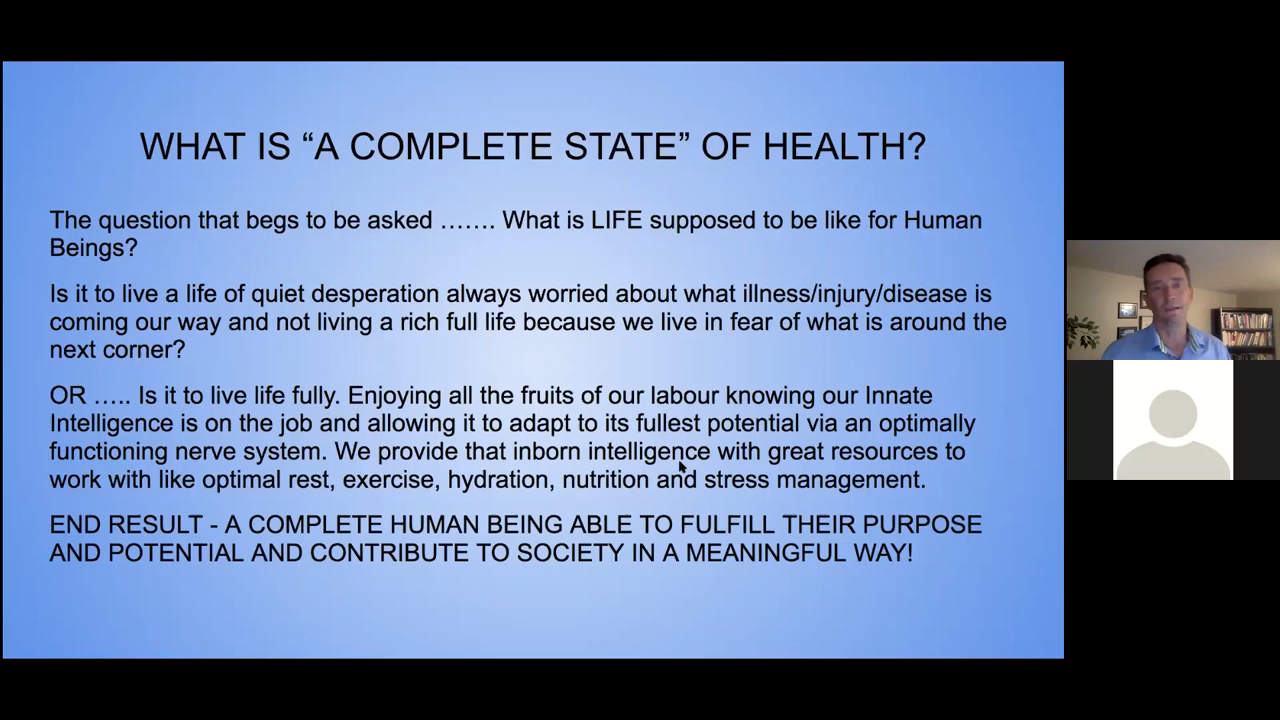 WHAT IS “A COMPLETE STATE” OF HEALTH?
The question that begs to be asked ……. What is LIFE supposed to be like for Human
Beings?
Is it to live a life of quiet desperation always worried about what illness/injury/disease is
coming our way and not living a rich full life because we live in fear of what is around the
next corner?
OR ….. Is it to live life fully. Enjoying all the fruits of our labour knowing our Innate
Intelligence is on the job and allowing it to adapt to its fullest potential via an optimally
functioning nerve system. We provide that inborn intelligence with great resources to
work with like optimal rest, exercise, hydration, nutrition and stress management.
END RESULT - A COMPLETE HUMAN BEING ABLE TO FULFILL THEIR PURPOSE
AND POTENTIAL AND CONTRIBUTE TO SOCIETY IN A MEANINGFUL WAY!